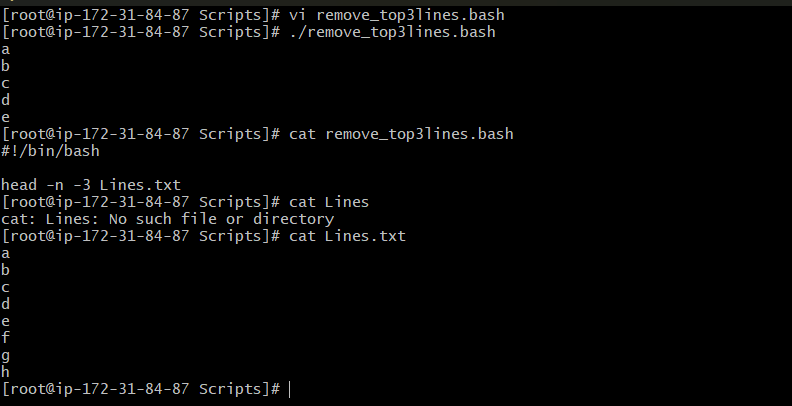 [root@ip-172-31-84-87 Scripts]# vi remove_top3lines.bash
[root@ip-172-31-84-87 Scripts]# ./remove_top3lines.bash
a
b
c
d
e
[root@ip-172-31-84-87 Scripts]# cat remove_top3lines.bash
#!/bin/bash

head -n -3 Lines.txt
[root@ip-172-31-84-87 Scripts]# cat Lines
cat: Lines: No such file or directory
[root@ip-172-31-84-87 Scripts]# cat Lines.txt
a
b
c
d
e
f
g
h
[root@ip-172-31-84-87 Scripts]#